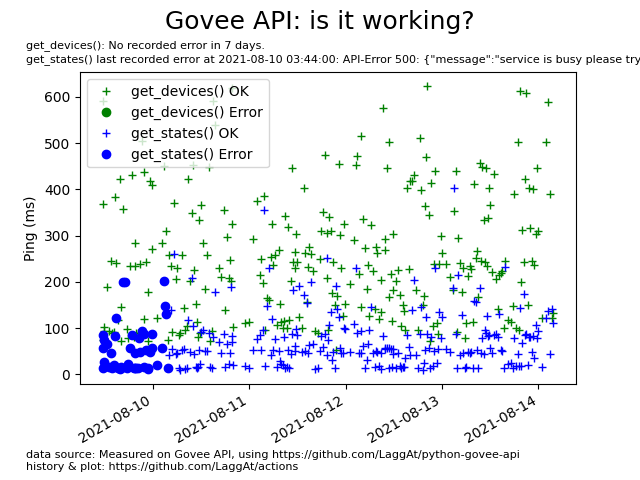 Govee API: is it working?
get_devices(): No recorded error in 7 days.
get_states() last recorded error at 2021-08-10 03:44:00: API-Error 500: {"message":"service is busy please try
get_devices() OK
get_devices() Error
get_states() OK
get_states() Error
Ping (ms)
600
500
400
300
200
100
0
2021-08-10
2021-08-11
2021-08-12
2021-08-13
2021-08-14
data source: Measured on Govee API, using https://github.com/LaggAt/python-govee-api
history & plot: https://github.com/LaggAt/actions